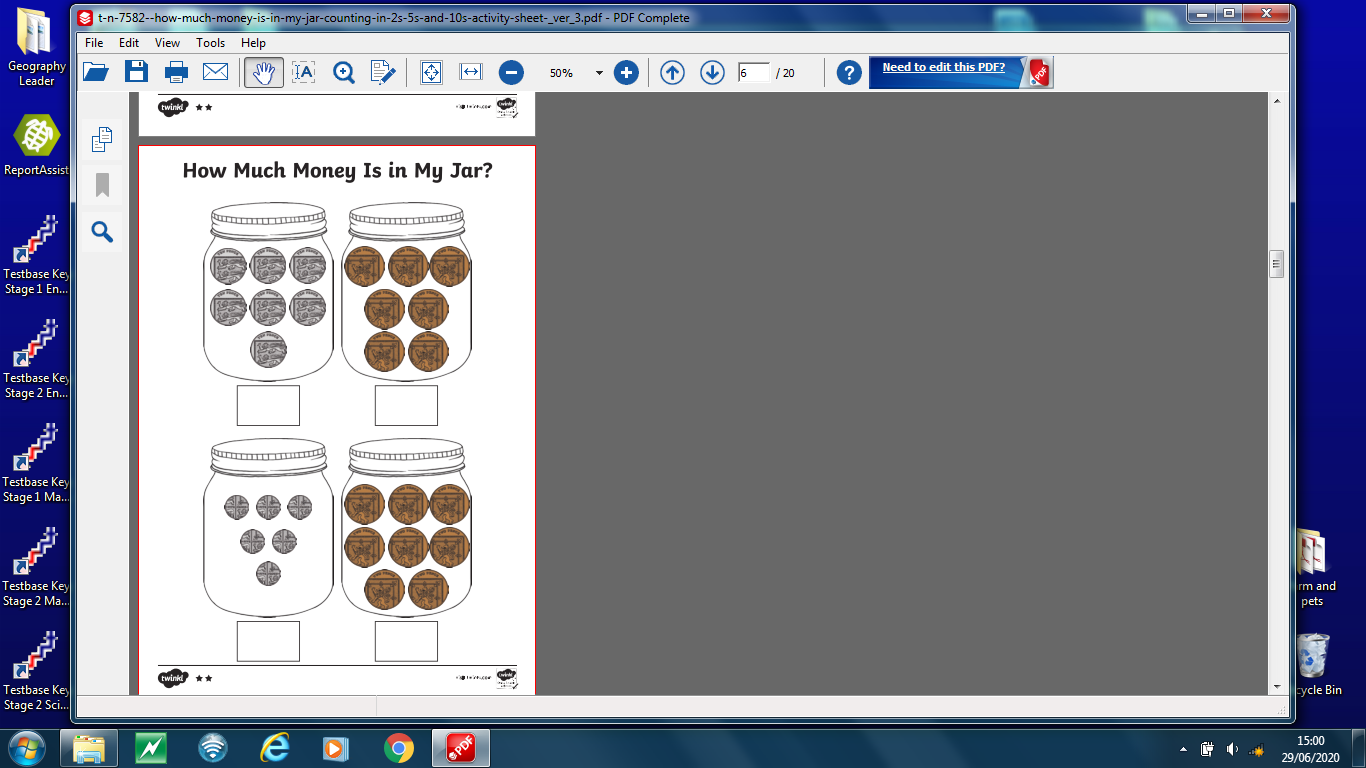 t-n-7582--how-much-money-is-in-my-jar-counting-in-2s-5s-and-10s-activity-sheet-_ver_3.pdf - PDF Complete
File Edit View Tools Help
50%
6 / 20
Need to edit this PDF?
PDF
Geography
Leader
ReportAssist
Testbase Key
Stage 1 En...
Testbase Key
Stage 2 En...
Testbase Key
Stage 1 Ma...
Testbase Key
Stage 2 Ma...
Testbase Key
Stage 2 Sci...
twinkl
How Much Money Is in My Jar?
twinkl
rm and
pets
cycle Bin
PDF
15:00
29/06/2020